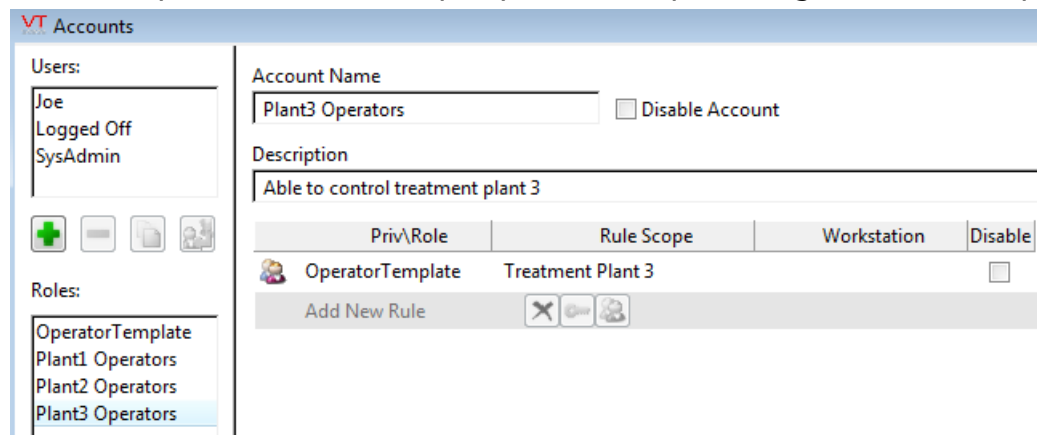 VT Accounts
Users:
Joe
Logged Off
SysAdmin
Roles:
OperatorTemplate
Plant1 Operators
Plant2 Operators
Plant3 Operators
Account Name
Plant3 Operators
Disable Account
Description
Able to control treatment plant 3
Priv\Role Rule Scope Workstation Disable
OperatorTemplate Treatment Plant 3
Add New Rule